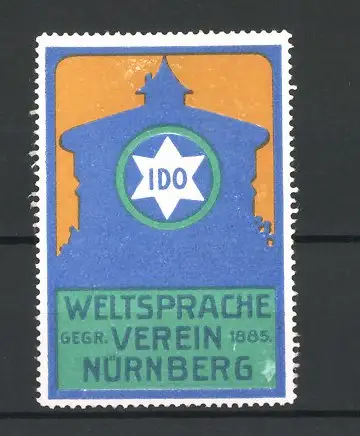 IDO
WELTSPRACHE
GEGR. VEREIN 1885.
NÜRNBERG